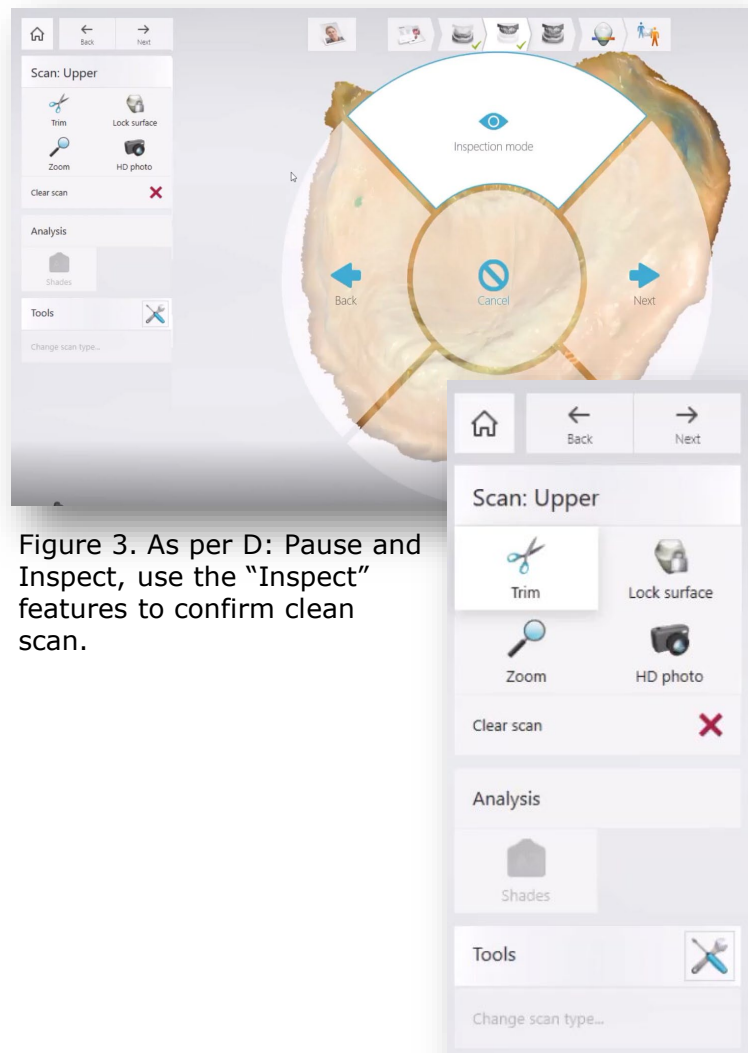 Back
Next
Scan: Upper
Trim
Lock surface
Zoom
HD photo
Clear scan
Analysis
Shades
Tools
Change scan type...
Inspection mode
Back
Cancel
Next
Figure 3. As per D: Pause and
Inspect, use the “Inspect”
features to confirm clean
scan.
Back
Next
Scan: Upper
Trim
Lock surface
Zoom
HD photo
Clear scan
Analysis
Shades
Tools
Change scan type...